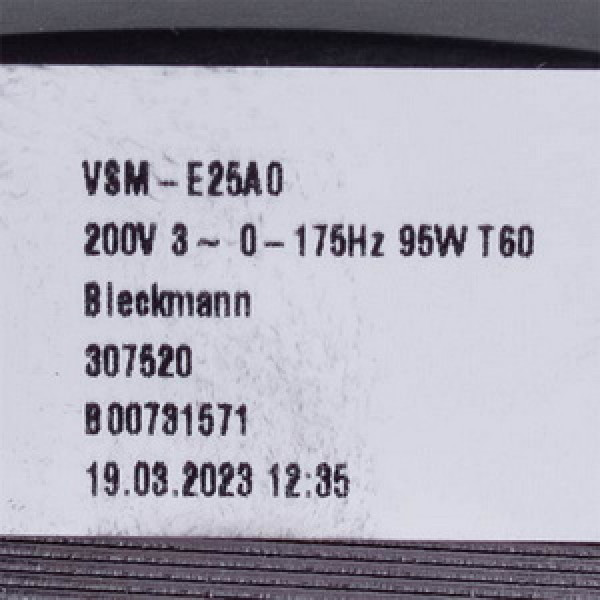 VSM-E25A0
200V 3~ 0-175Hz 95W T60
Bleckmann
307520
B00731571
19.03.2023 12:35